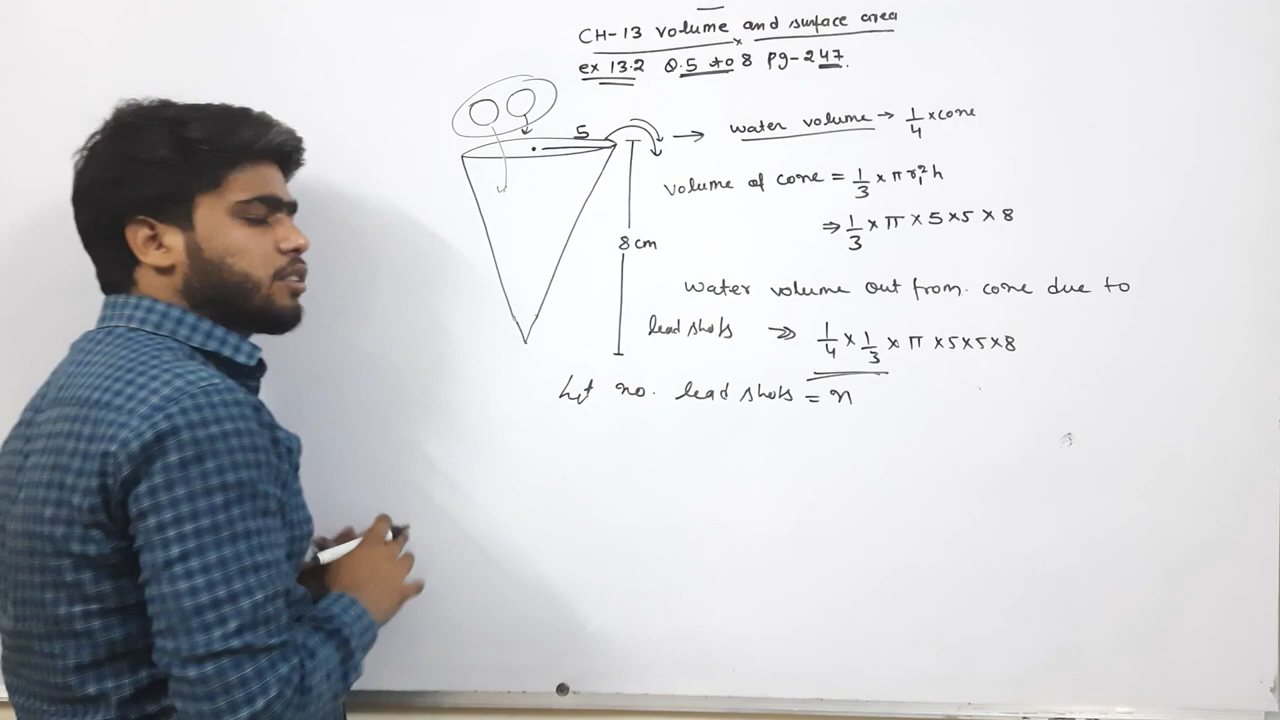 CH-13 volume and surface area
ex 13.2 Q.5 to 8 pg-247.
5
water volume → 1/4 × cone
volume of cone = 1/3 × π r₁² h
⇒ 1/3 × π × 5 × 5 × 8
8 cm
water volume out from. cone due to
lead shots ⇒ 1/4 × 1/3 × π × 5 × 5 × 8
Let no. lead shots = n